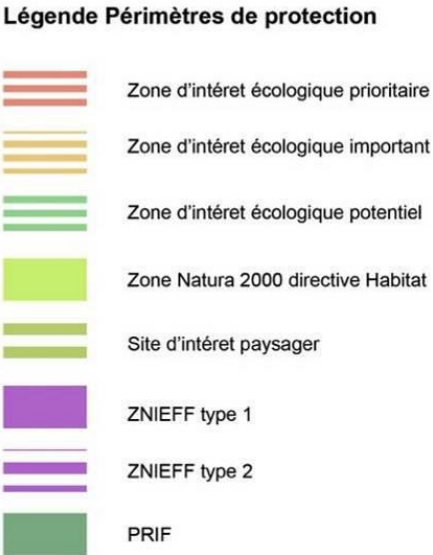 Légende Périmètres de protection
Zone d'intéret écologique prioritaire
Zone d'intéret écologique important
Zone d'intéret écologique potentiel
Zone Natura 2000 directive Habitat
Site d'intéret paysager
ZNIEFF type 1
ZNIEFF type 2
PRIF